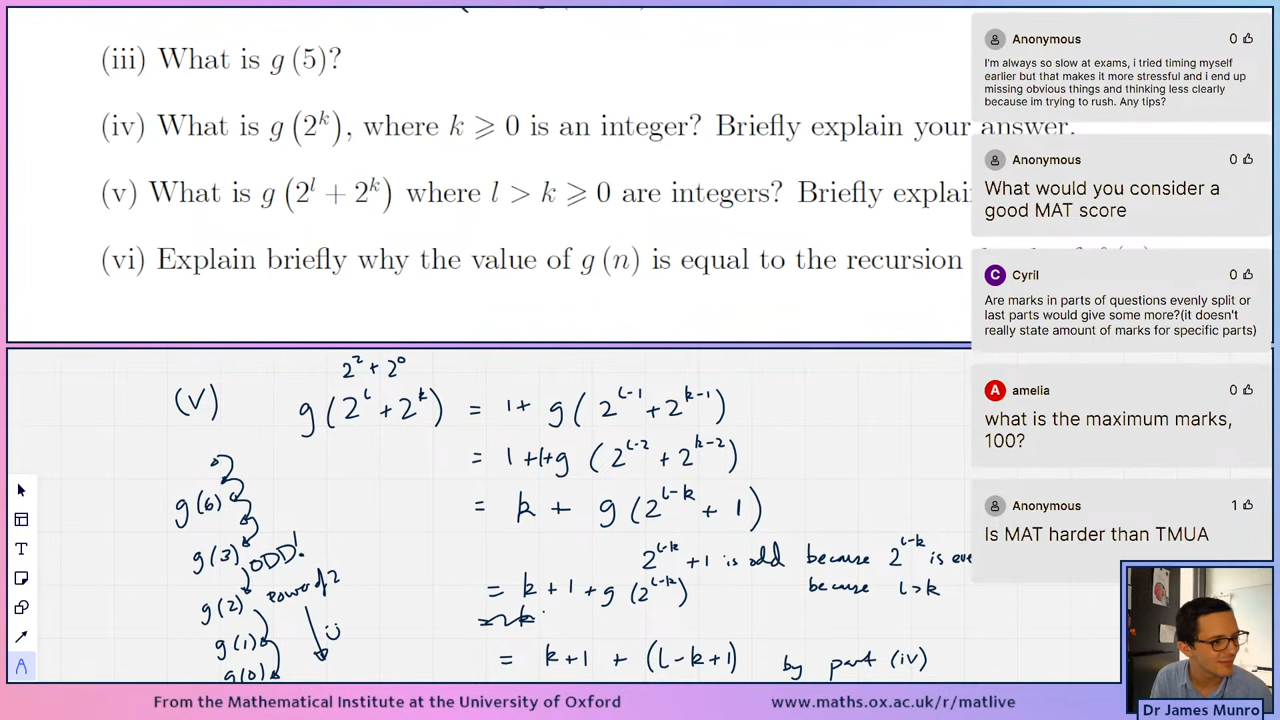 (iii) What is g (5)?
(iv) What is g (2^k), where k ⩾ 0 is an integer? Briefly explain your answer.
(v) What is g (2^l + 2^k) where l > k ⩾ 0 are integers? Briefly explai
(vi) Explain briefly why the value of g (n) is equal to the recursion
Anonymous 0
I'm always so slow at exams, i tried timing myself
earlier but that makes it more stressful and i end up
missing obvious things and thinking less clearly
because im trying to rush. Any tips?
Anonymous 0
What would you consider a
good MAT score
Cyril 0
C
Are marks in parts of questions evenly split or
last parts would give some more?(it doesn't
really state amount of marks for specific parts)
A amelia 0
what is the maximum marks,
100?
Anonymous 1
Is MAT harder than TMUA
2^2 + 2^0
(v) g(2^l + 2^k) = 1 + g(2^{l-1} + 2^{k-1})
= 1 + 1 + g(2^{l-2} + 2^{k-2})
= k + g(2^{l-k} + 1)
2^{l-k} + 1 is odd because 2^{l-k} is eve
= k + 1 + g(2^{l-k}) because l > k
= k+1 + (l-k+1) by part (iv)
g(6)
g(3) ODD!
g(2) power of 2
g(1)
g(0)
T
A
From the Mathematical Institute at the University of Oxford www.maths.ox.ac.uk/r/matlive
Dr James Munro